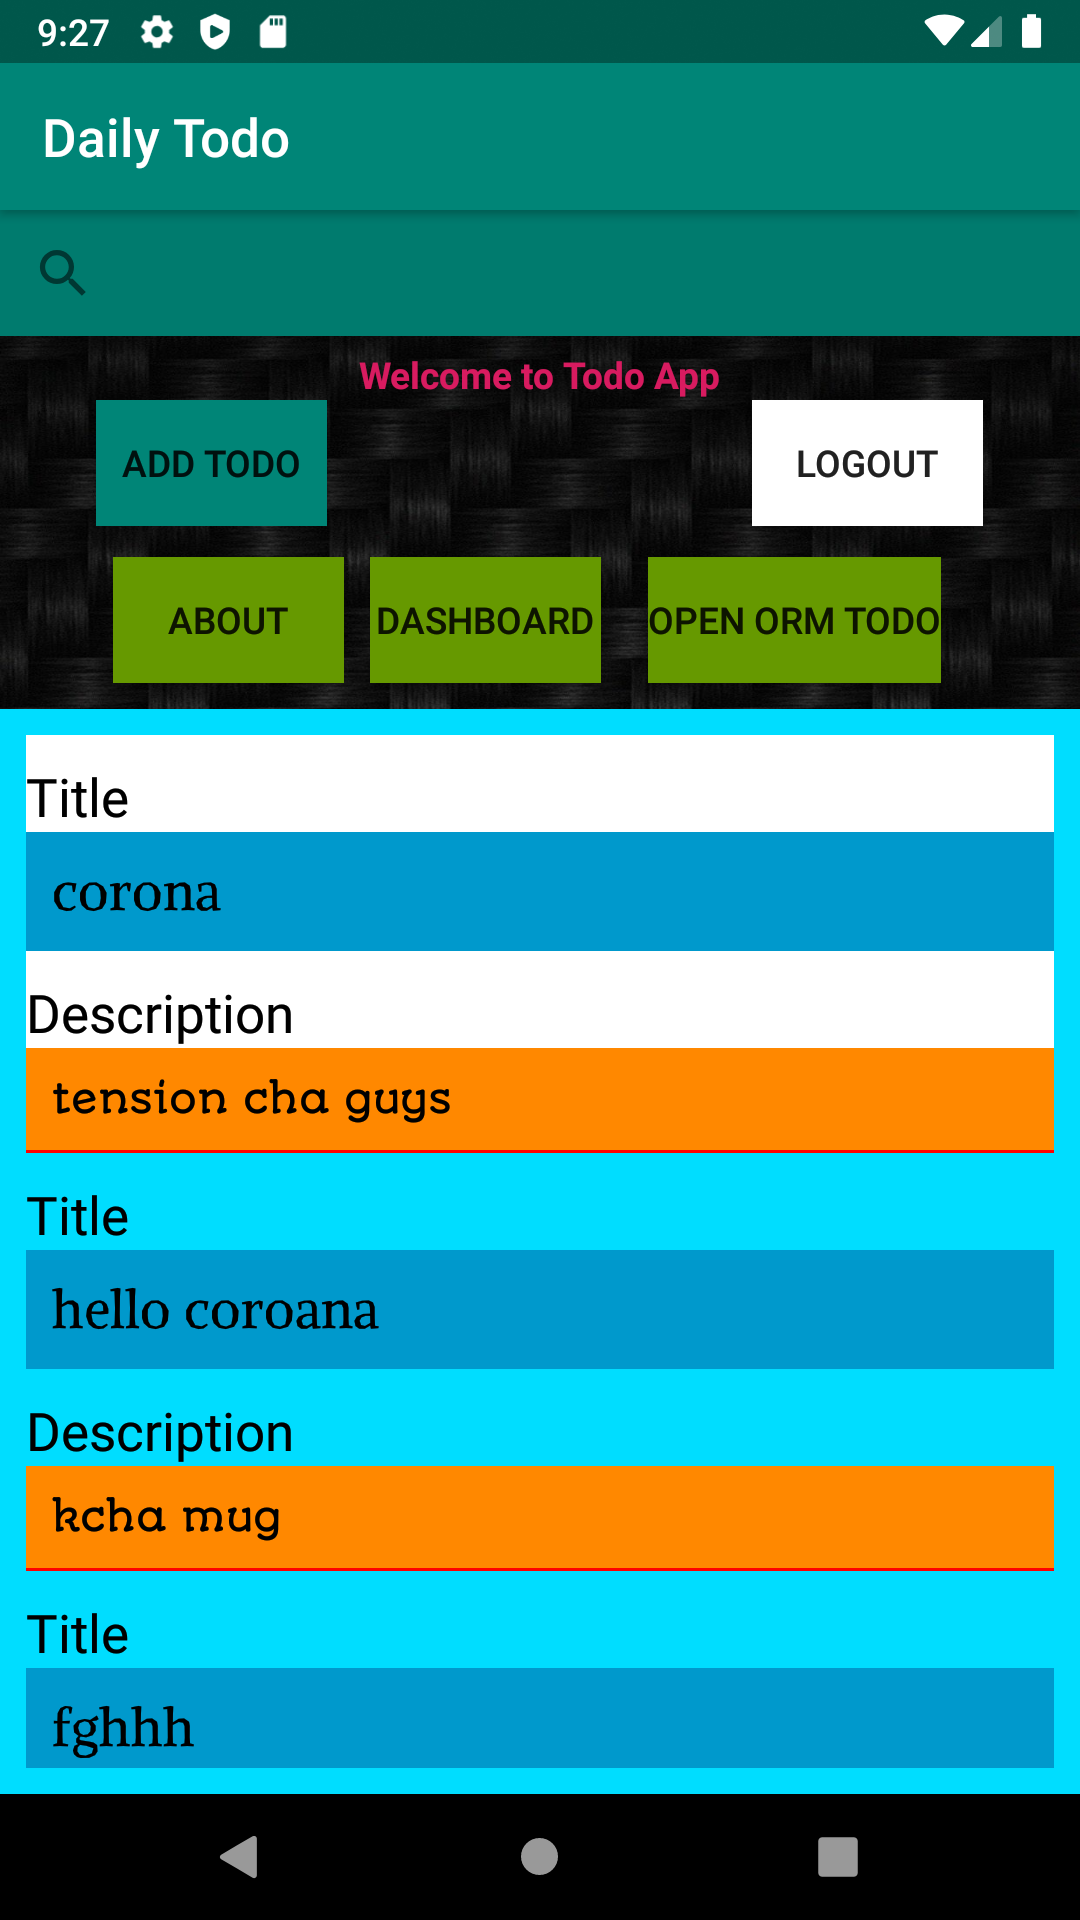 9:27
Daily Todo
Welcome to Todo App
ADD TODO
LOGOUT
ABOUT
DASHBOARD
OPEN ORM TODO
Title
corona
Description
tension cha guys
Title
hello coroana
Description
kcha mug
Title
fghhh